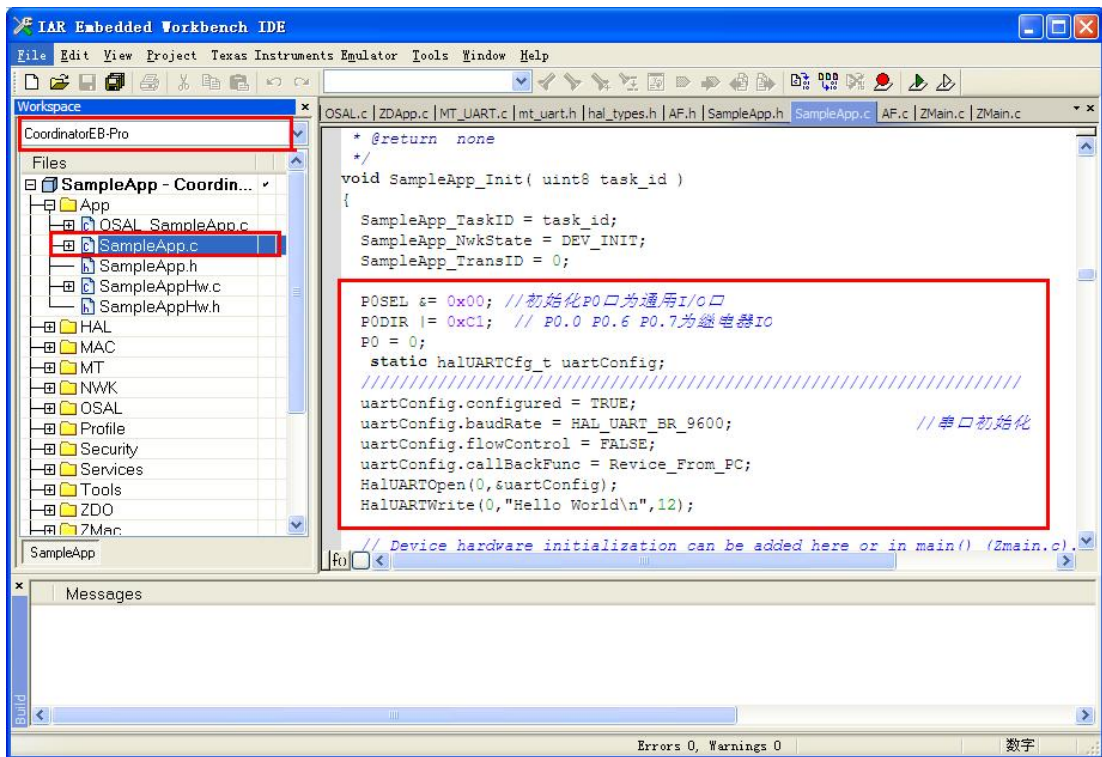 IAR Embedded Workbench IDE
File Edit View Project Texas Instruments Emulator Tools Window Help
Workspace
CoordinatorEB-Pro
Files
SampleApp - Coordin...
App
OSAL_SampleApp.c
SampleApp.c
SampleApp.h
SampleAppHw.c
SampleAppHw.h
HAL
MAC
MT
NWK
OSAL
Profile
Security
Services
Tools
ZDO
ZMac
SampleApp
OSAL.c | ZDApp.c | MT_UART.c | mt_uart.h | hal_types.h | AF.h | SampleApp.h SampleApp.c AF.c | ZMain.c | ZMain.c
* @return none
*/
void SampleApp_Init( uint8 task_id )
{
SampleApp_TaskID = task_id;
SampleApp_NwkState = DEV_INIT;
SampleApp_TransID = 0;
P0SEL &= 0x00; //初始化P0口为通用I/O口
P0DIR |= 0xC1; // P0.0 P0.6 P0.7为继电器IO
P0 = 0;
static halUARTCfg_t uartConfig;
////////////////////////////////////////////////////////////////////////
uartConfig.configured = TRUE;
uartConfig.baudRate = HAL_UART_BR_9600; //串口初始化
uartConfig.flowControl = FALSE;
uartConfig.callBackFunc = Revice_From_PC;
HalUARTOpen(0,&uartConfig);
HalUARTWrite(0,"Hello World\n",12);
// Device hardware initialization can be added here or in main() (Zmain.c).
fo
Messages
Build
Errors 0, Warnings 0
数字